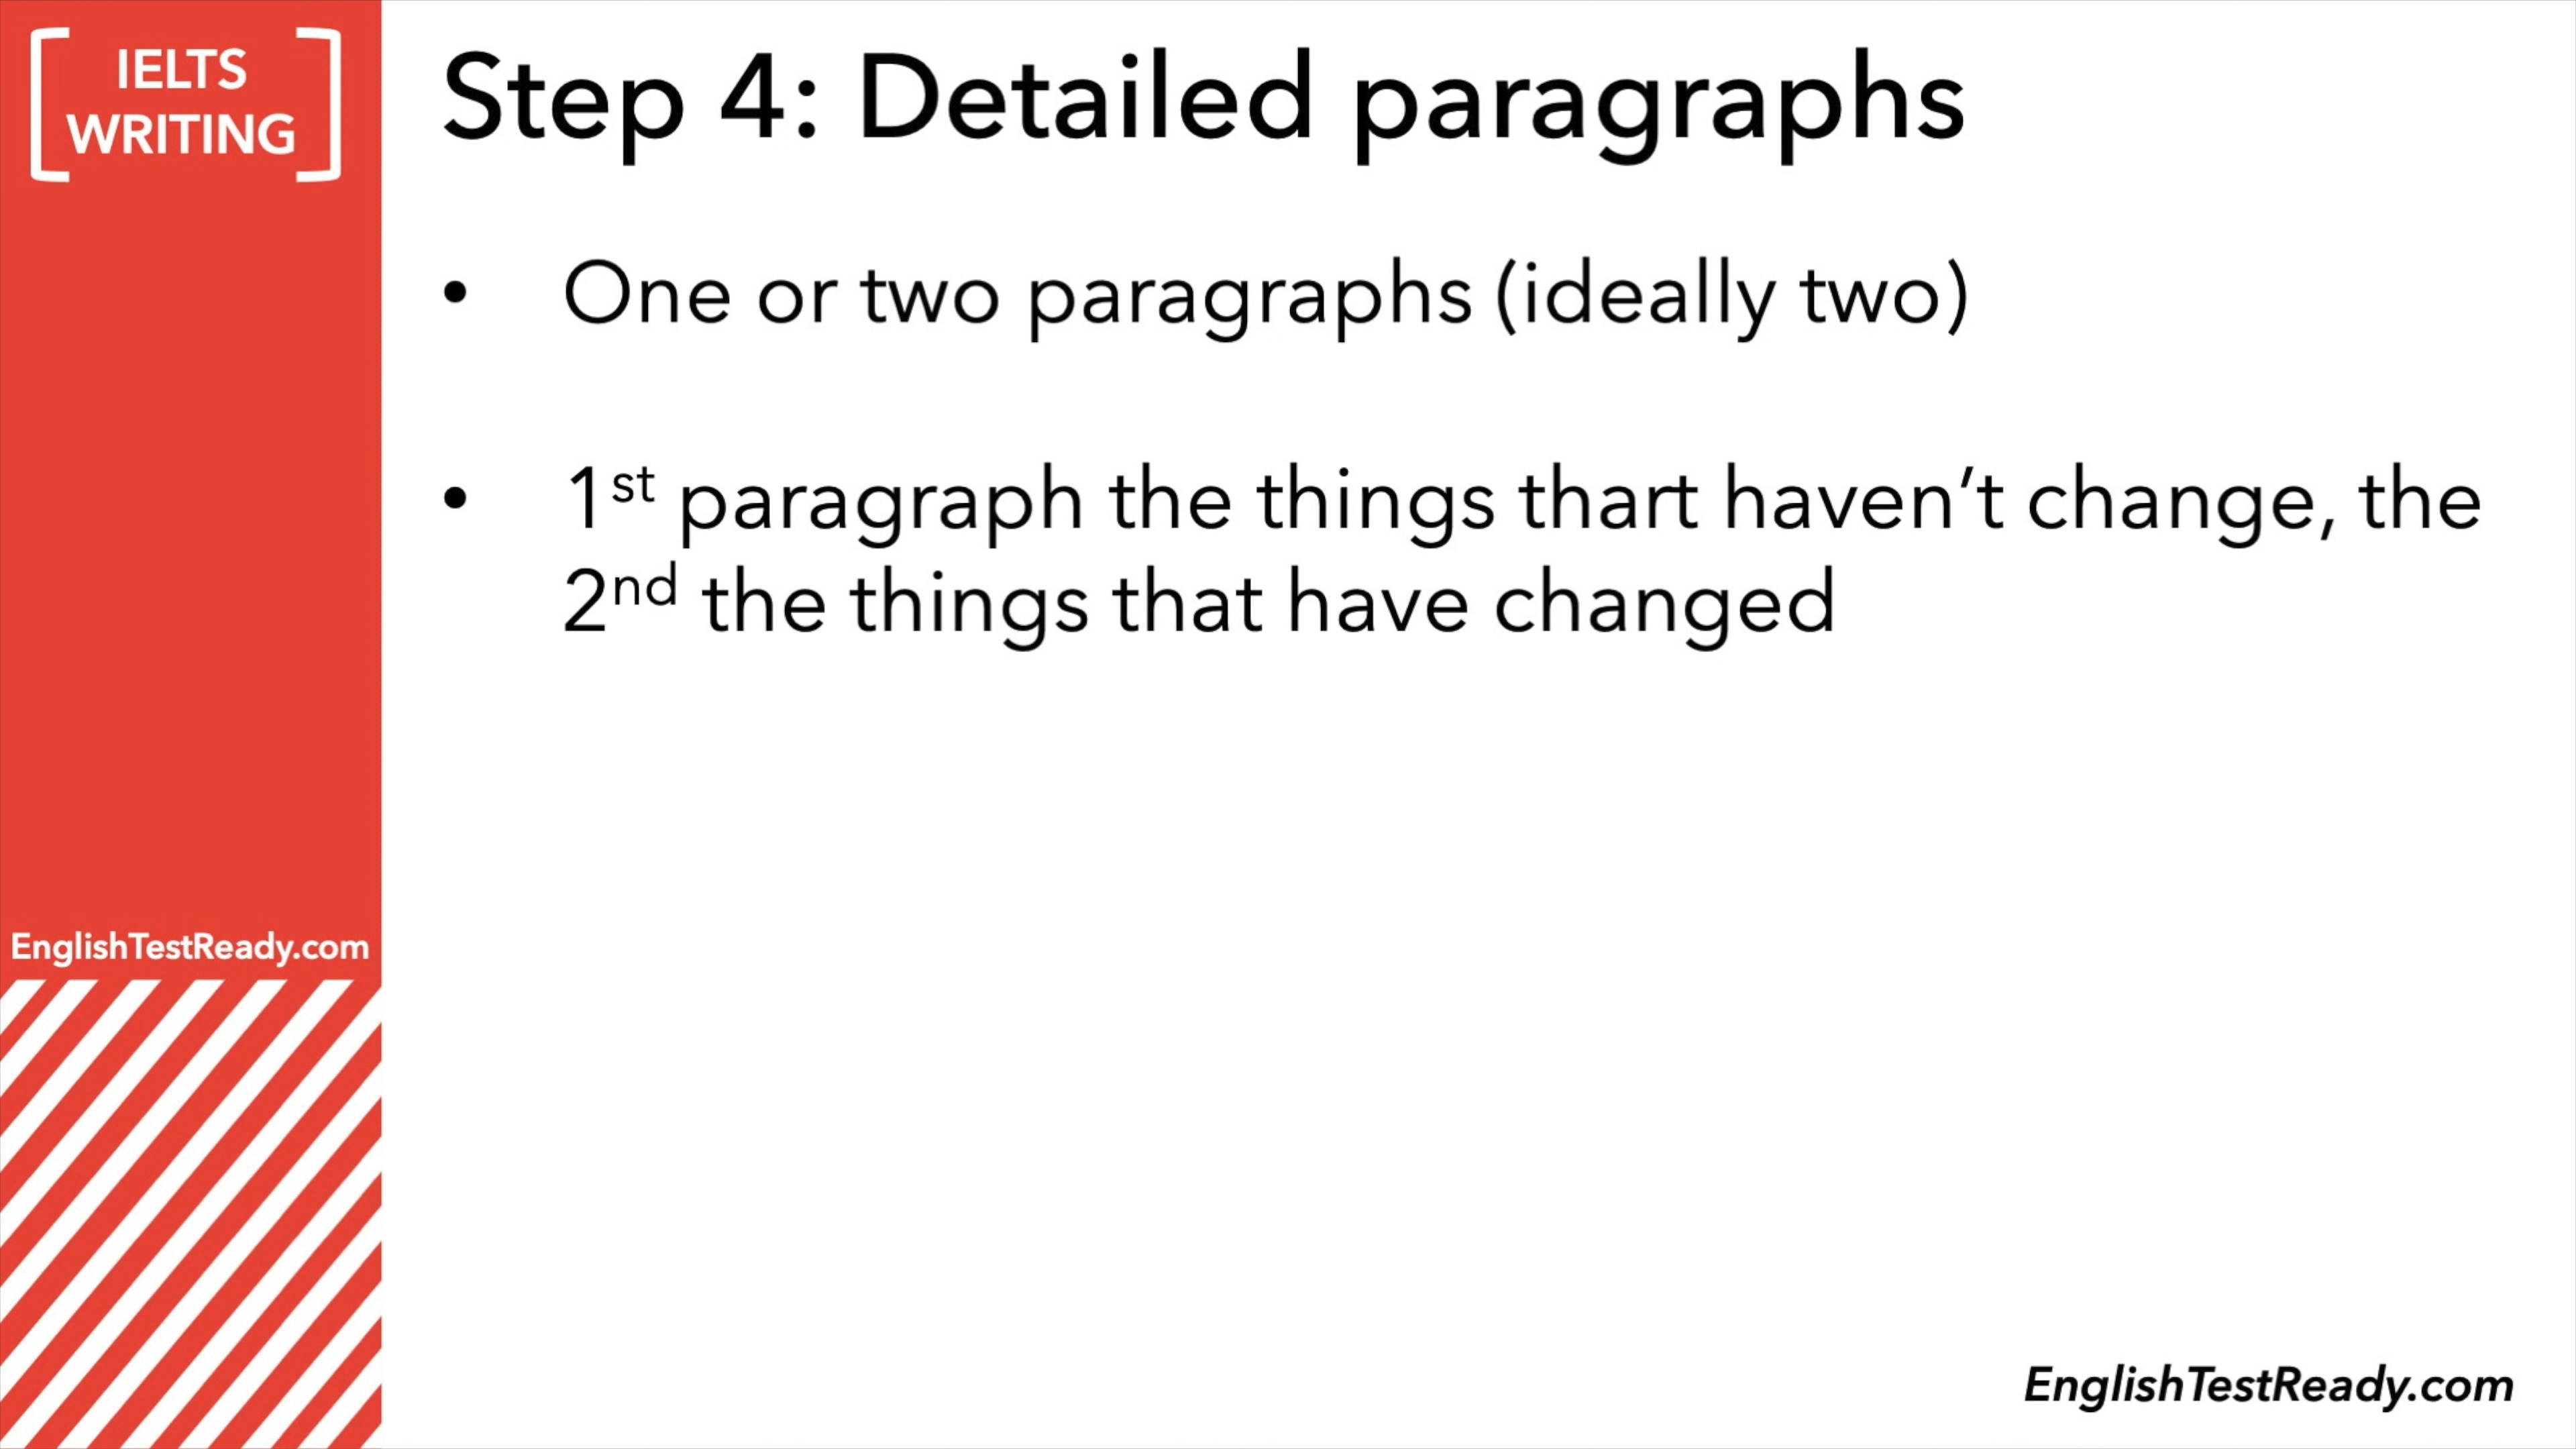 IELTS
WRITING
Step 4: Detailed paragraphs
• One or two paragraphs (ideally two)
• 1st paragraph the things thart haven’t change, the
2nd the things that have changed
EnglishTestReady.com
EnglishTestReady.com